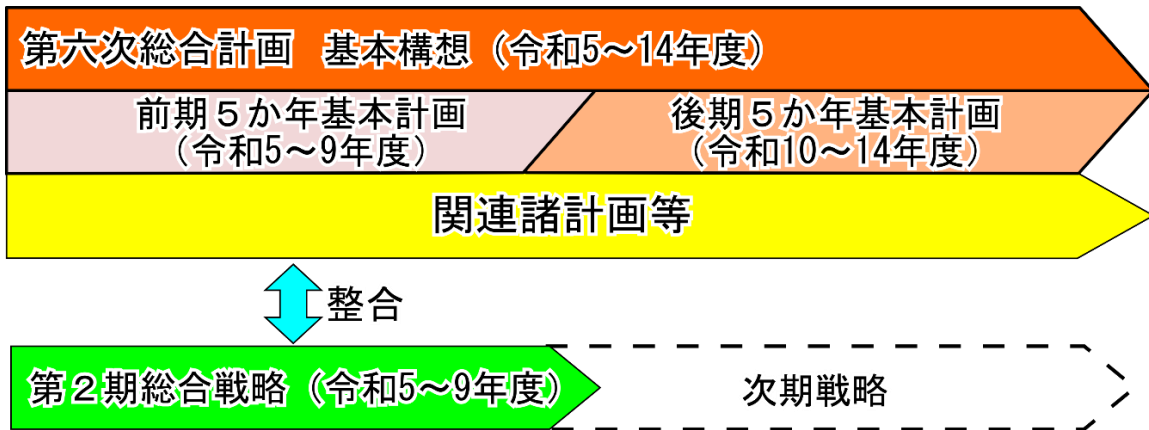 第六次総合計画 基本構想（令和5～14年度）
前期５か年基本計画
（令和5～9年度）
後期５か年基本計画
（令和10～14年度）
関連諸計画等
整合
第２期総合戦略（令和5～9年度）
次期戦略